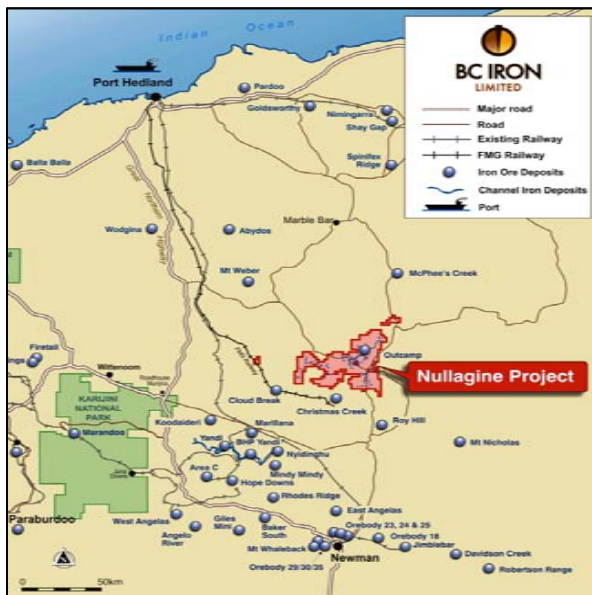 Indian Ocean
Port Hedland
Pardoo
Goldsworthy
Nimingarra
Shay Gap
Balla Balla
Spinifex
Ridge
Great Northern
Highway
Marble Bar
Wodgina
Abydos
Mt Weber
McPhee's Creek
Outcamp
Nullagine Project
Firetail
Wittenoom
Roadhouse
KARIJINI
NATIONAL
PARK
Cloud Break
Christmas Creek
Koodaideri
Marillana
Roy Hill
Marandoo
Yandi
BHP Yandi
Nyidinghu
Mt Nicholas
Area C
Mindy Mindy
Hope Downs
Rhodes Ridge
Paraburdoo
West Angelas
Angelo
River
Giles
Mini
Baker
South
East Angelas
Orebody 23, 24 & 25
Orebody 18
Mt Whaleback
Newman
Jimblebar
Davidson Creek
Orebody 29/30/35
Robertson Range
0
50km
BC IRON
LIMITED
Major road
Road
Existing Railway
FMG Railway
Iron Ore Deposits
Channel Iron Deposits
Port